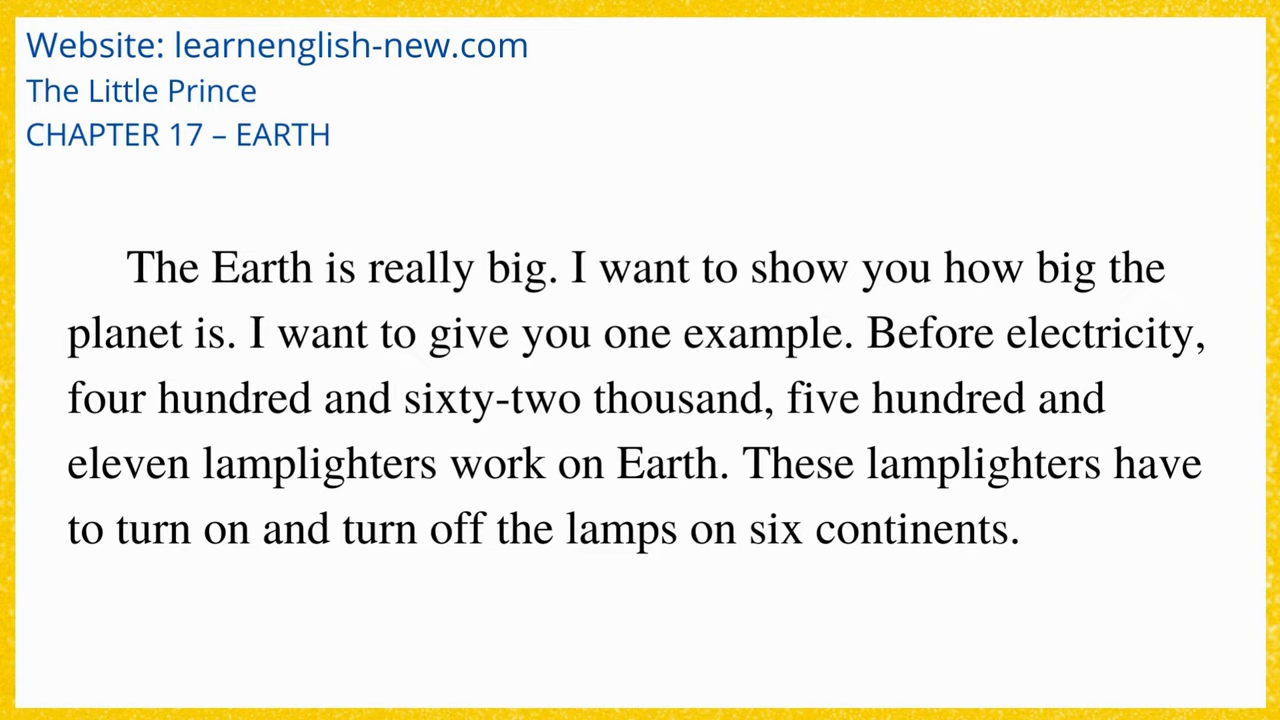 Website: learnenglish-new.com
The Little Prince
CHAPTER 17 – EARTH
The Earth is really big. I want to show you how big the
planet is. I want to give you one example. Before electricity,
four hundred and sixty-two thousand, five hundred and
eleven lamplighters work on Earth. These lamplighters have
to turn on and turn off the lamps on six continents.